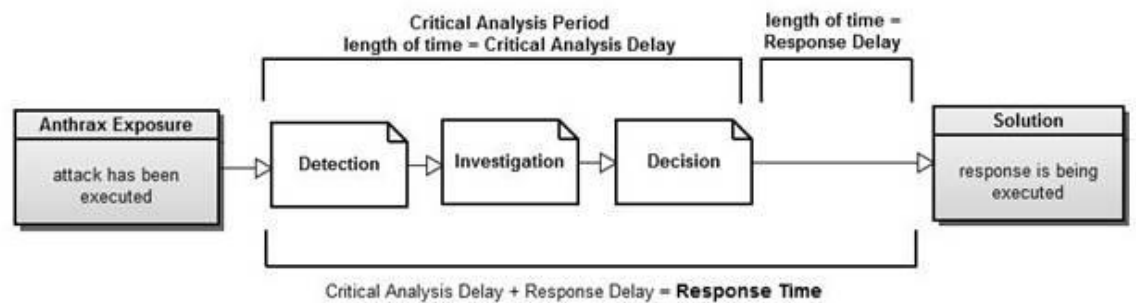 Critical Analysis Period
length of time = Critical Analysis Delay
length of time =
Response Delay
Anthrax Exposure
attack has been
executed
Detection
Investigation
Decision
Solution
response is being
executed
Critical Analysis Delay + Response Delay = Response Time